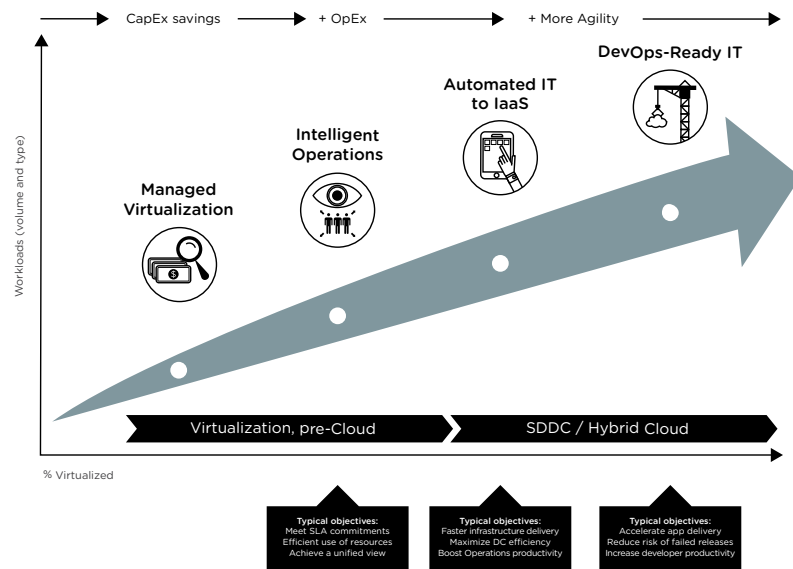 CapEx savings
+ OpEx
+ More Agility
DevOps-Ready IT
Automated IT
to IaaS
Intelligent
Operations
Managed
Virtualization
$
Workloads (volume and type)
Virtualization, pre-Cloud
SDDC / Hybrid Cloud
% Virtualized
Typical objectives:
Meet SLA commitments
Efficient use of resources
Achieve a unified view
Typical objectives:
Faster infrastructure delivery
Maximize DC efficiency
Boost Operations productivity
Typical objectives:
Accelerate app delivery
Reduce risk of failed releases
Increase developer productivity